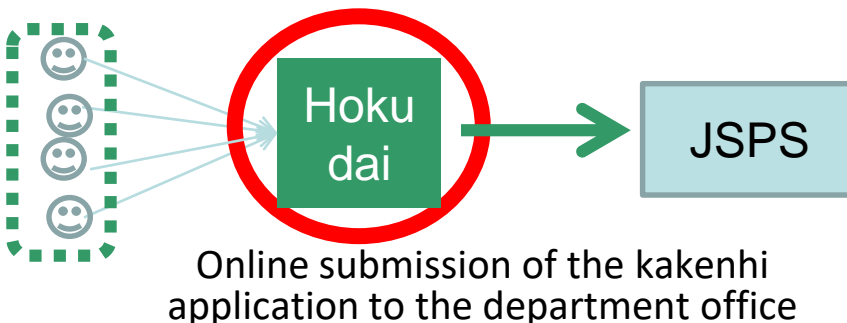 Hoku
dai
JSPS
Online submission of the kakenhi
application to the department office